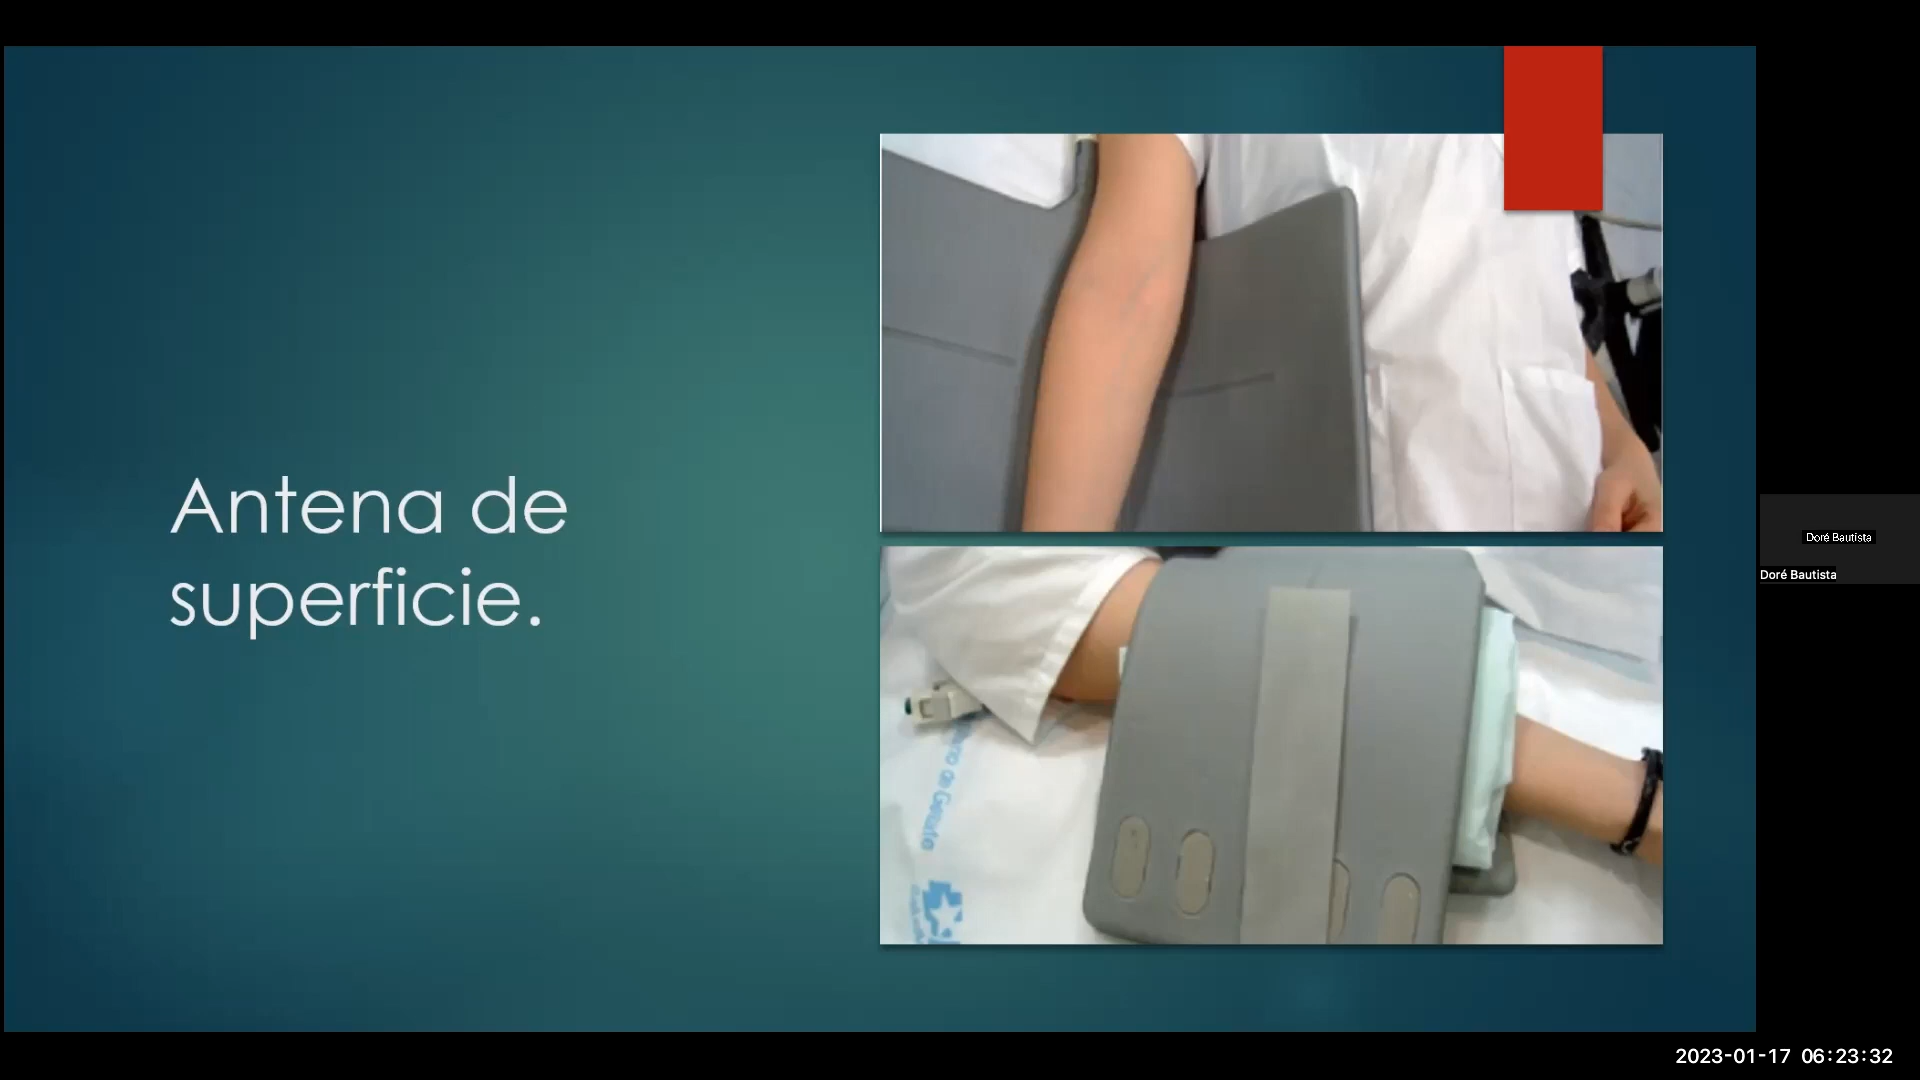 Antena de
superficie.
Doré Bautista
Doré Bautista
2023-01-17 06:23:32